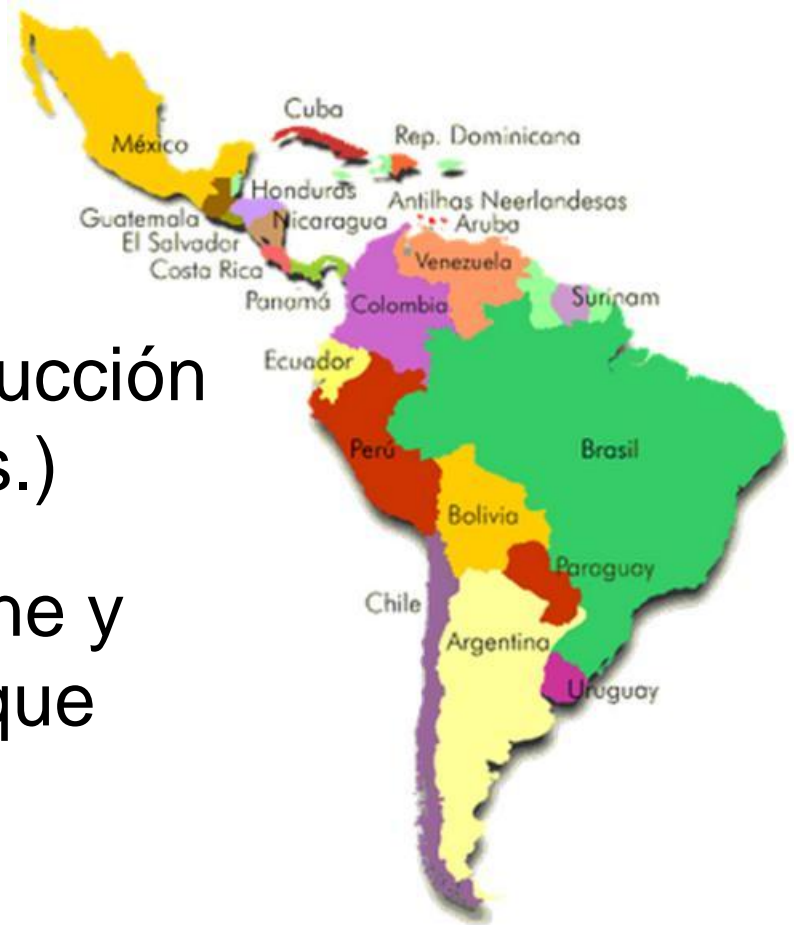 Cuba
Rep. Dominicana
México
Honduras
Antilhas Neerlandesas
Guatemala
Nicaragua
Aruba
El Salvador
Venezuela
Costa Rica
Panamá
Colombia
Surinam
Ecuador
ucción
Perú
Brasil
s.)
Bolivia
Paraguay
ne y
Chile
Argentina
Uruguay
que